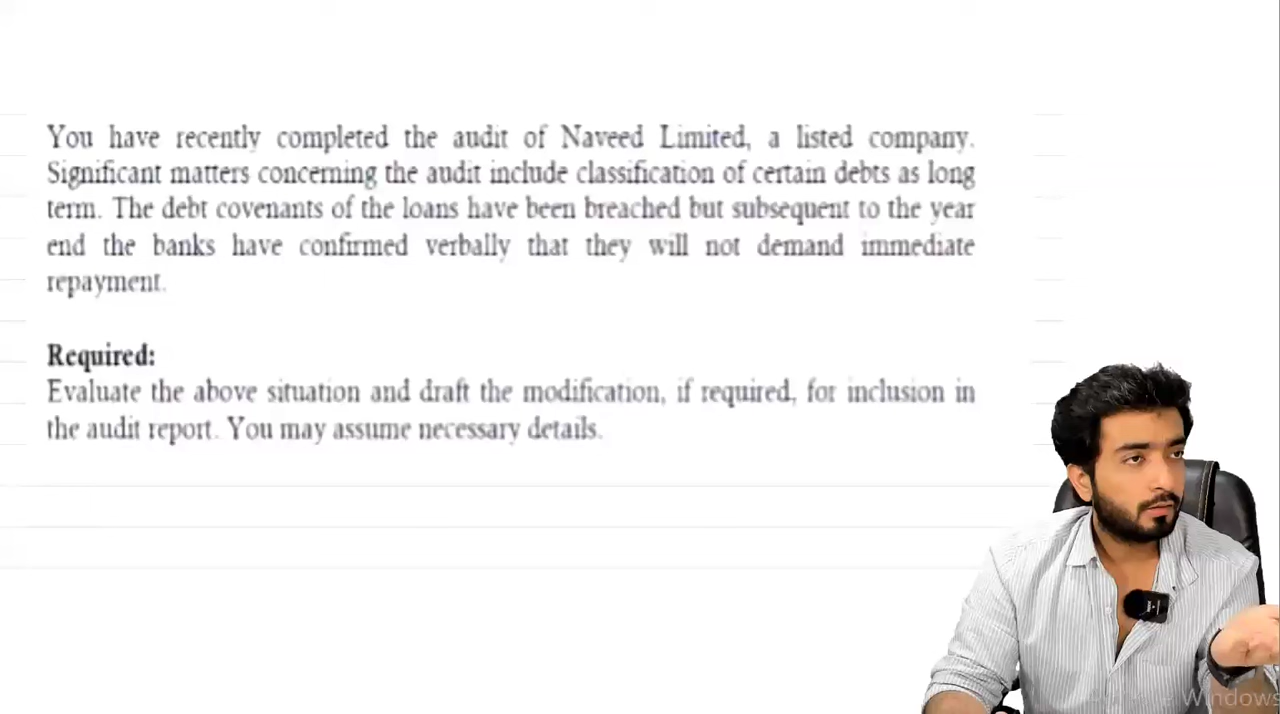 You have recently completed the audit of Naveed Limited, a listed company.
Significant matters concerning the audit include classification of certain debts as long
term. The debt covenants of the loans have been breached but subsequent to the year
end the banks have confirmed verbally that they will not demand immediate
repayment.
Required:
Evaluate the above situation and draft the modification, if required, for inclusion in
the audit report. You may assume necessary details.
Windows